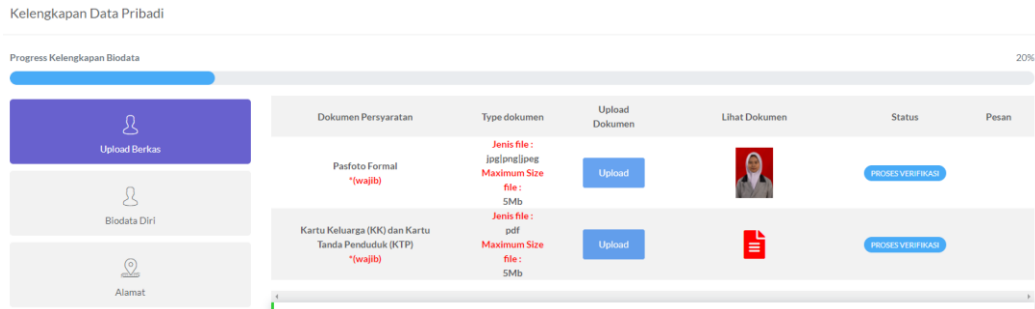 Kelengkapan Data Pribadi
Progress Kelengkapan Biodata
20%
Upload Berkas
Biodata Diri
Alamat
Dokumen Persyaratan
Type dokumen
Upload
Dokumen
Lihat Dokumen
Status
Pesan
Pasfoto Formal
*(wajib)
Jenis file :
jpg|png|jpeg
Maximum Size
file :
5Mb
Upload
PROSES VERIFIKASI
Kartu Keluarga (KK) dan Kartu
Tanda Penduduk (KTP)
*(wajib)
Jenis file :
pdf
Maximum Size
file :
5Mb
Upload
PROSES VERIFIKASI